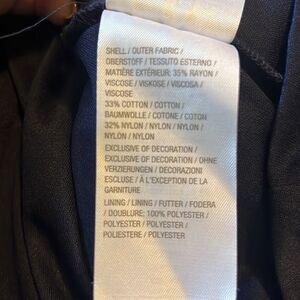 SHELL / OUTER FABRIC /
OBERSTOFF / TESSUTO ESTERNO /
MATIÈRE EXTÉRIEUR: 35% RAYON /
VISCOSE / VISKOSE / VISCOSA /
VISCOSE
33% COTTON / COTTON /
BAUMWOLLE / COTONE / COTON
32% NYLON / NYLON / NYLON /
NYLON / NYLON
EXCLUSIVE OF DECORATION /
EXCLUSIVE OF DECORATION / OHNE
VERZIERUNGEN / DECORAZIONI
ESCLUSE / À L'EXCEPTION DE LA
GARNITURE
LINING / LINING / FUTTER / FODERA
/ DOUBLURE: 100% POLYESTER /
POLYESTER / POLYESTER /
POLIESTERE / POLYESTER